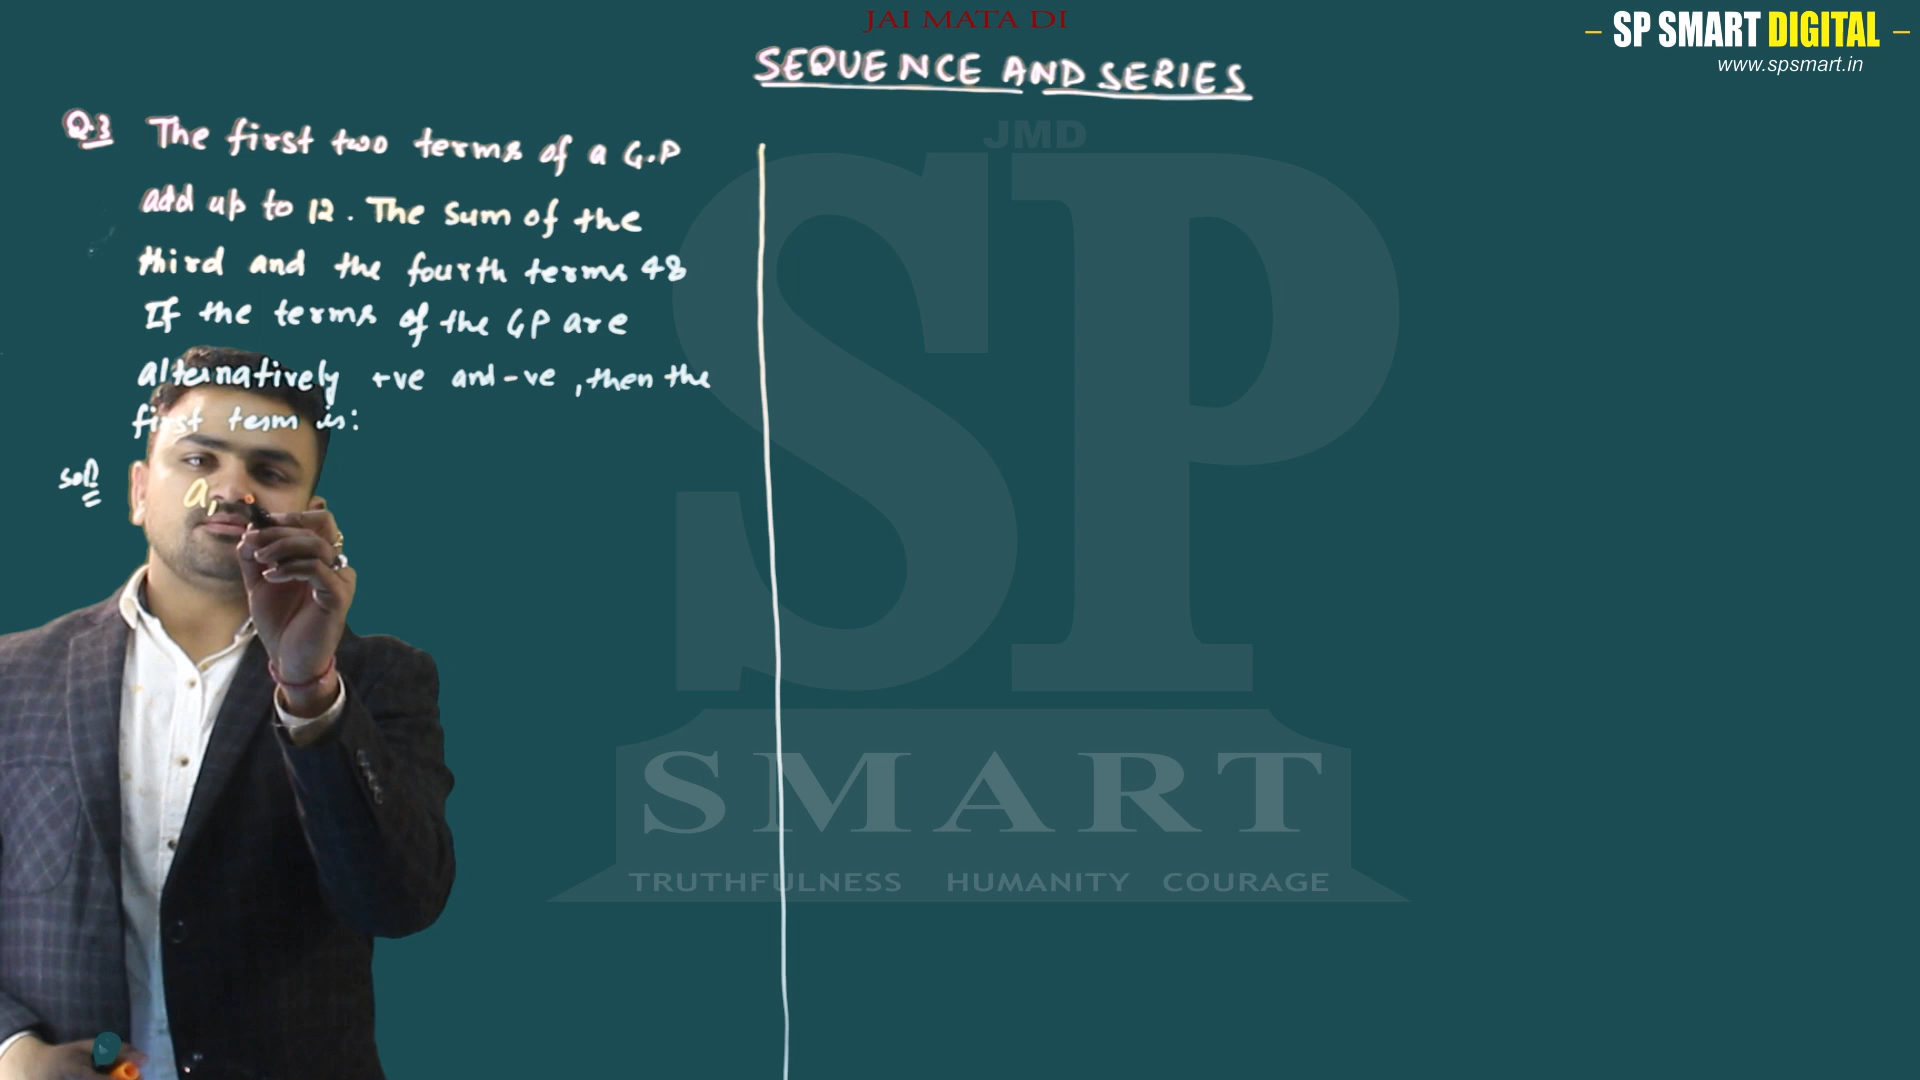 JAI MATA DI
SP SMART DIGITAL
www.spsmart.in
SEQUENCE AND SERIES
JMD
Q.3 The first two terms of a G.P
add up to 12. The sum of the
third and the fourth terms 48
If the terms of the GP are
alternatively +ve and -ve, then the
first term is:
Solⁿ
a,
SP
SMART
TRUTHFULNESS HUMANITY COURAGE